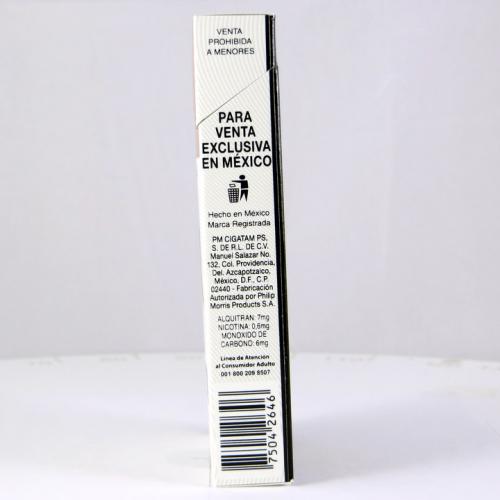 VENTA
PROHIBIDA
A MENORES
PARA
VENTA
EXCLUSIVA
EN MÉXICO
Hecho en México
Marca Registrada
PM CIGATAM PS,
S. DE R.L. DE C.V.
Manuel Salazar No.
132, Col. Providencia,
Del. Azcapotzalco,
México, D.F., C.P.
02440 - Fabricación
Autorizada por Philip
Morris Products S.A.
ALQUITRAN: 7mg
NICOTINA: 0,6mg
MONOXIDO DE
CARBONO: 6mg
Línea de Atención
al Consumidor Adulto
001 800 209 8507
75042646